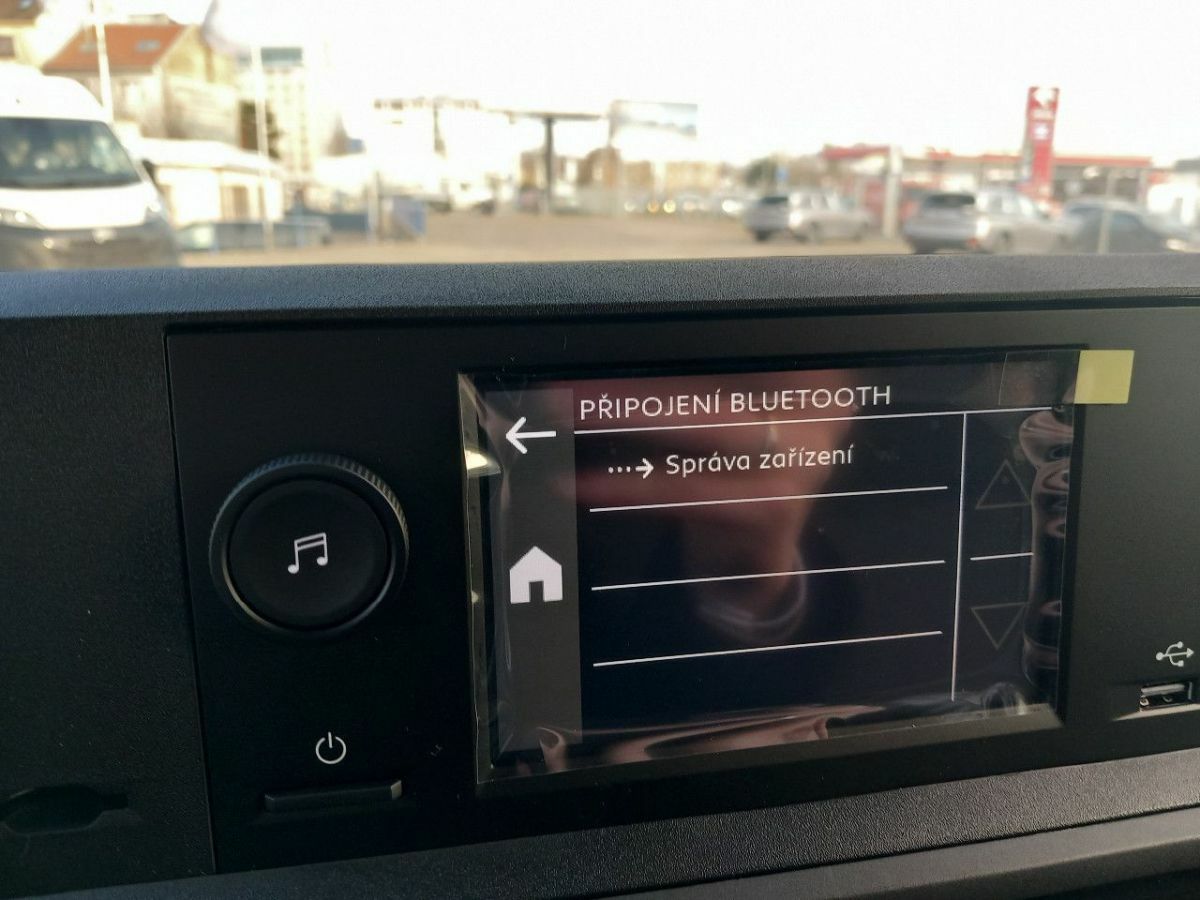 PŘIPOJENÍ BLUETOOTH
Správa zařízení